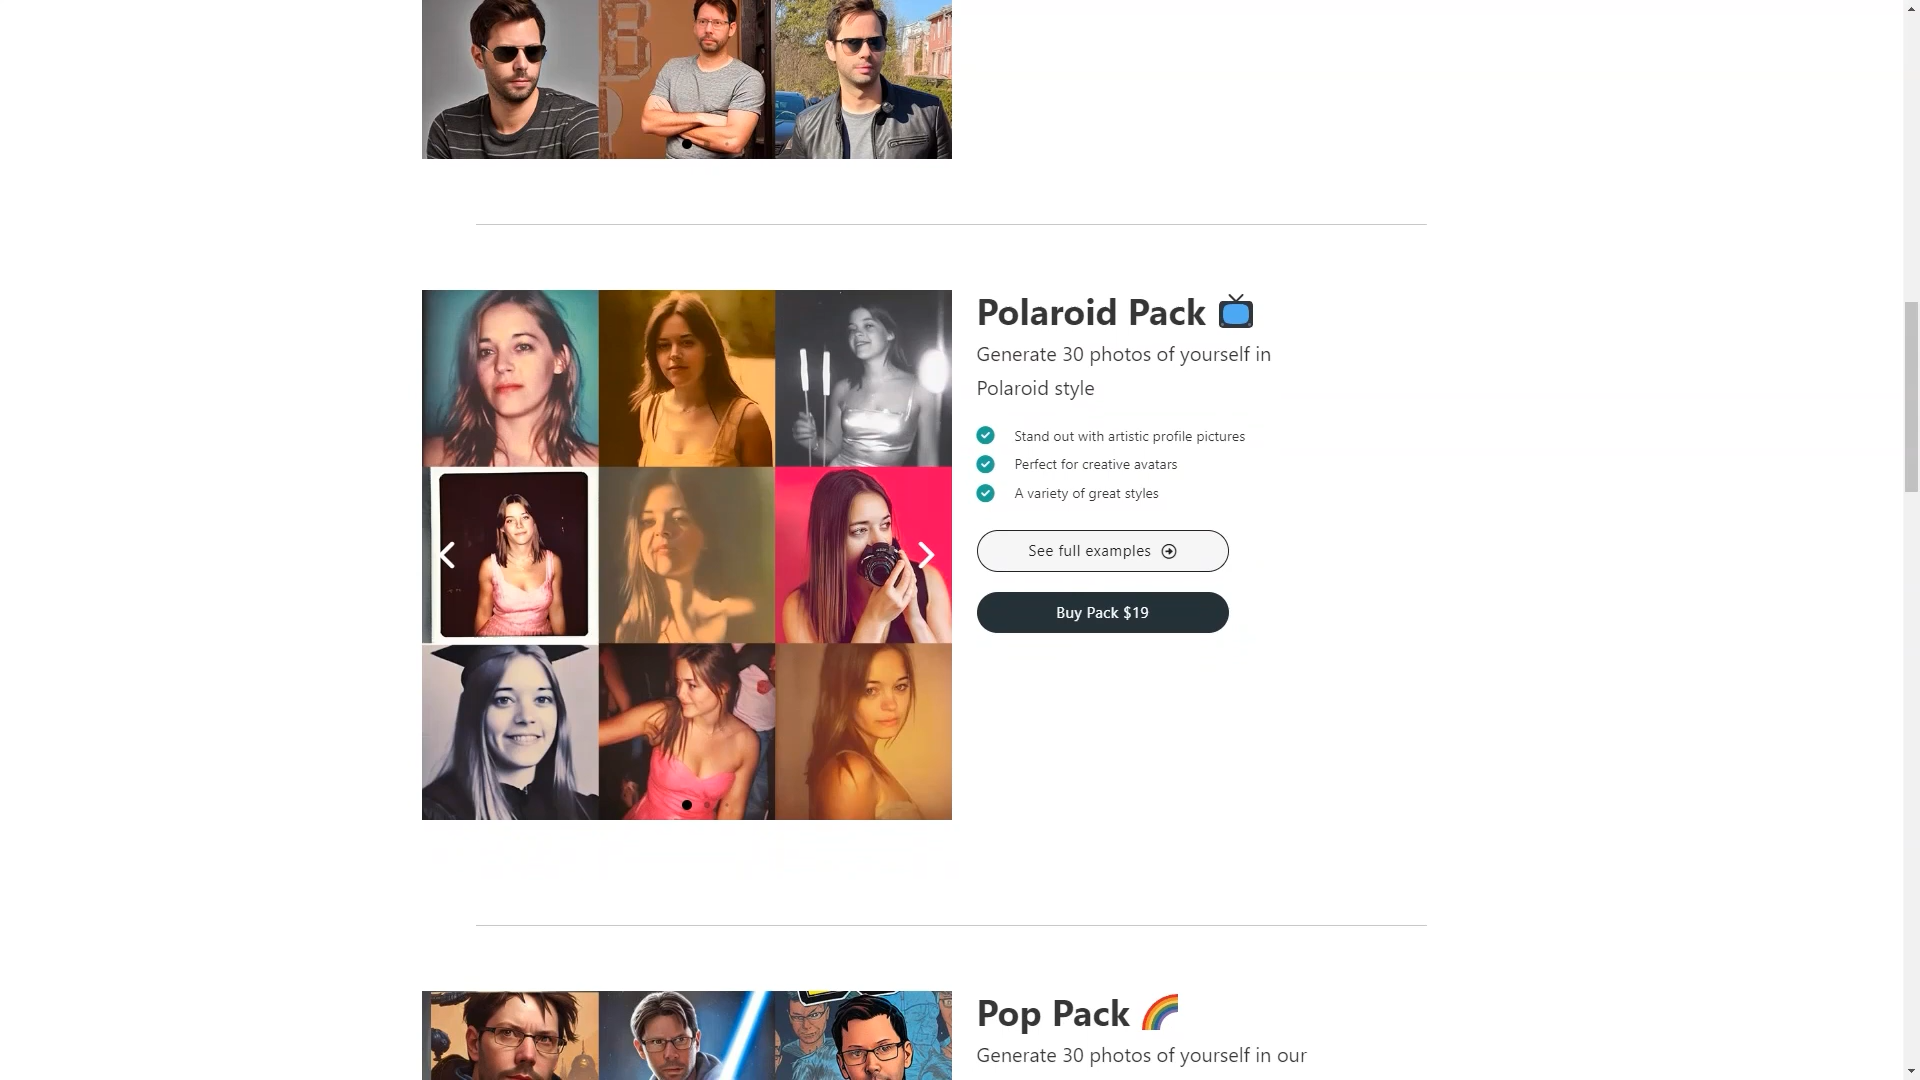 Polaroid Pack
Generate 30 photos of yourself in
Polaroid style
Stand out with artistic profile pictures
Perfect for creative avatars
A variety of great styles
See full examples
Buy Pack $19
Pop Pack
Generate 30 photos of yourself in our